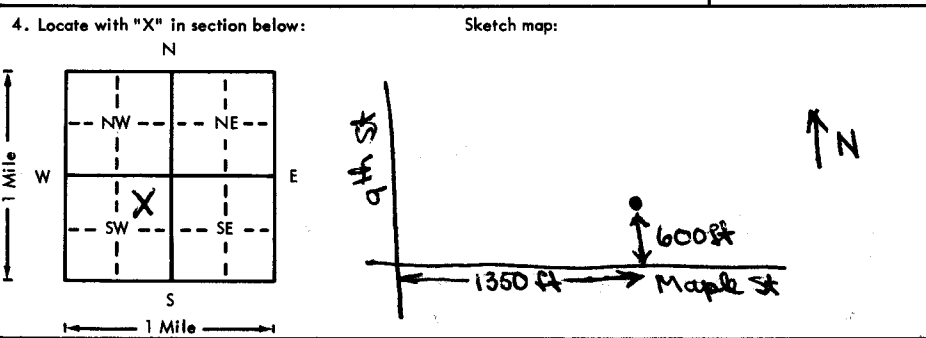 4. Locate with "X" in section below:
Sketch map:
N
NW
NE
W
E
1 Mile
X
SW
SE
S
1 Mile
9th St
N
600ft
1350 ft
Maple St